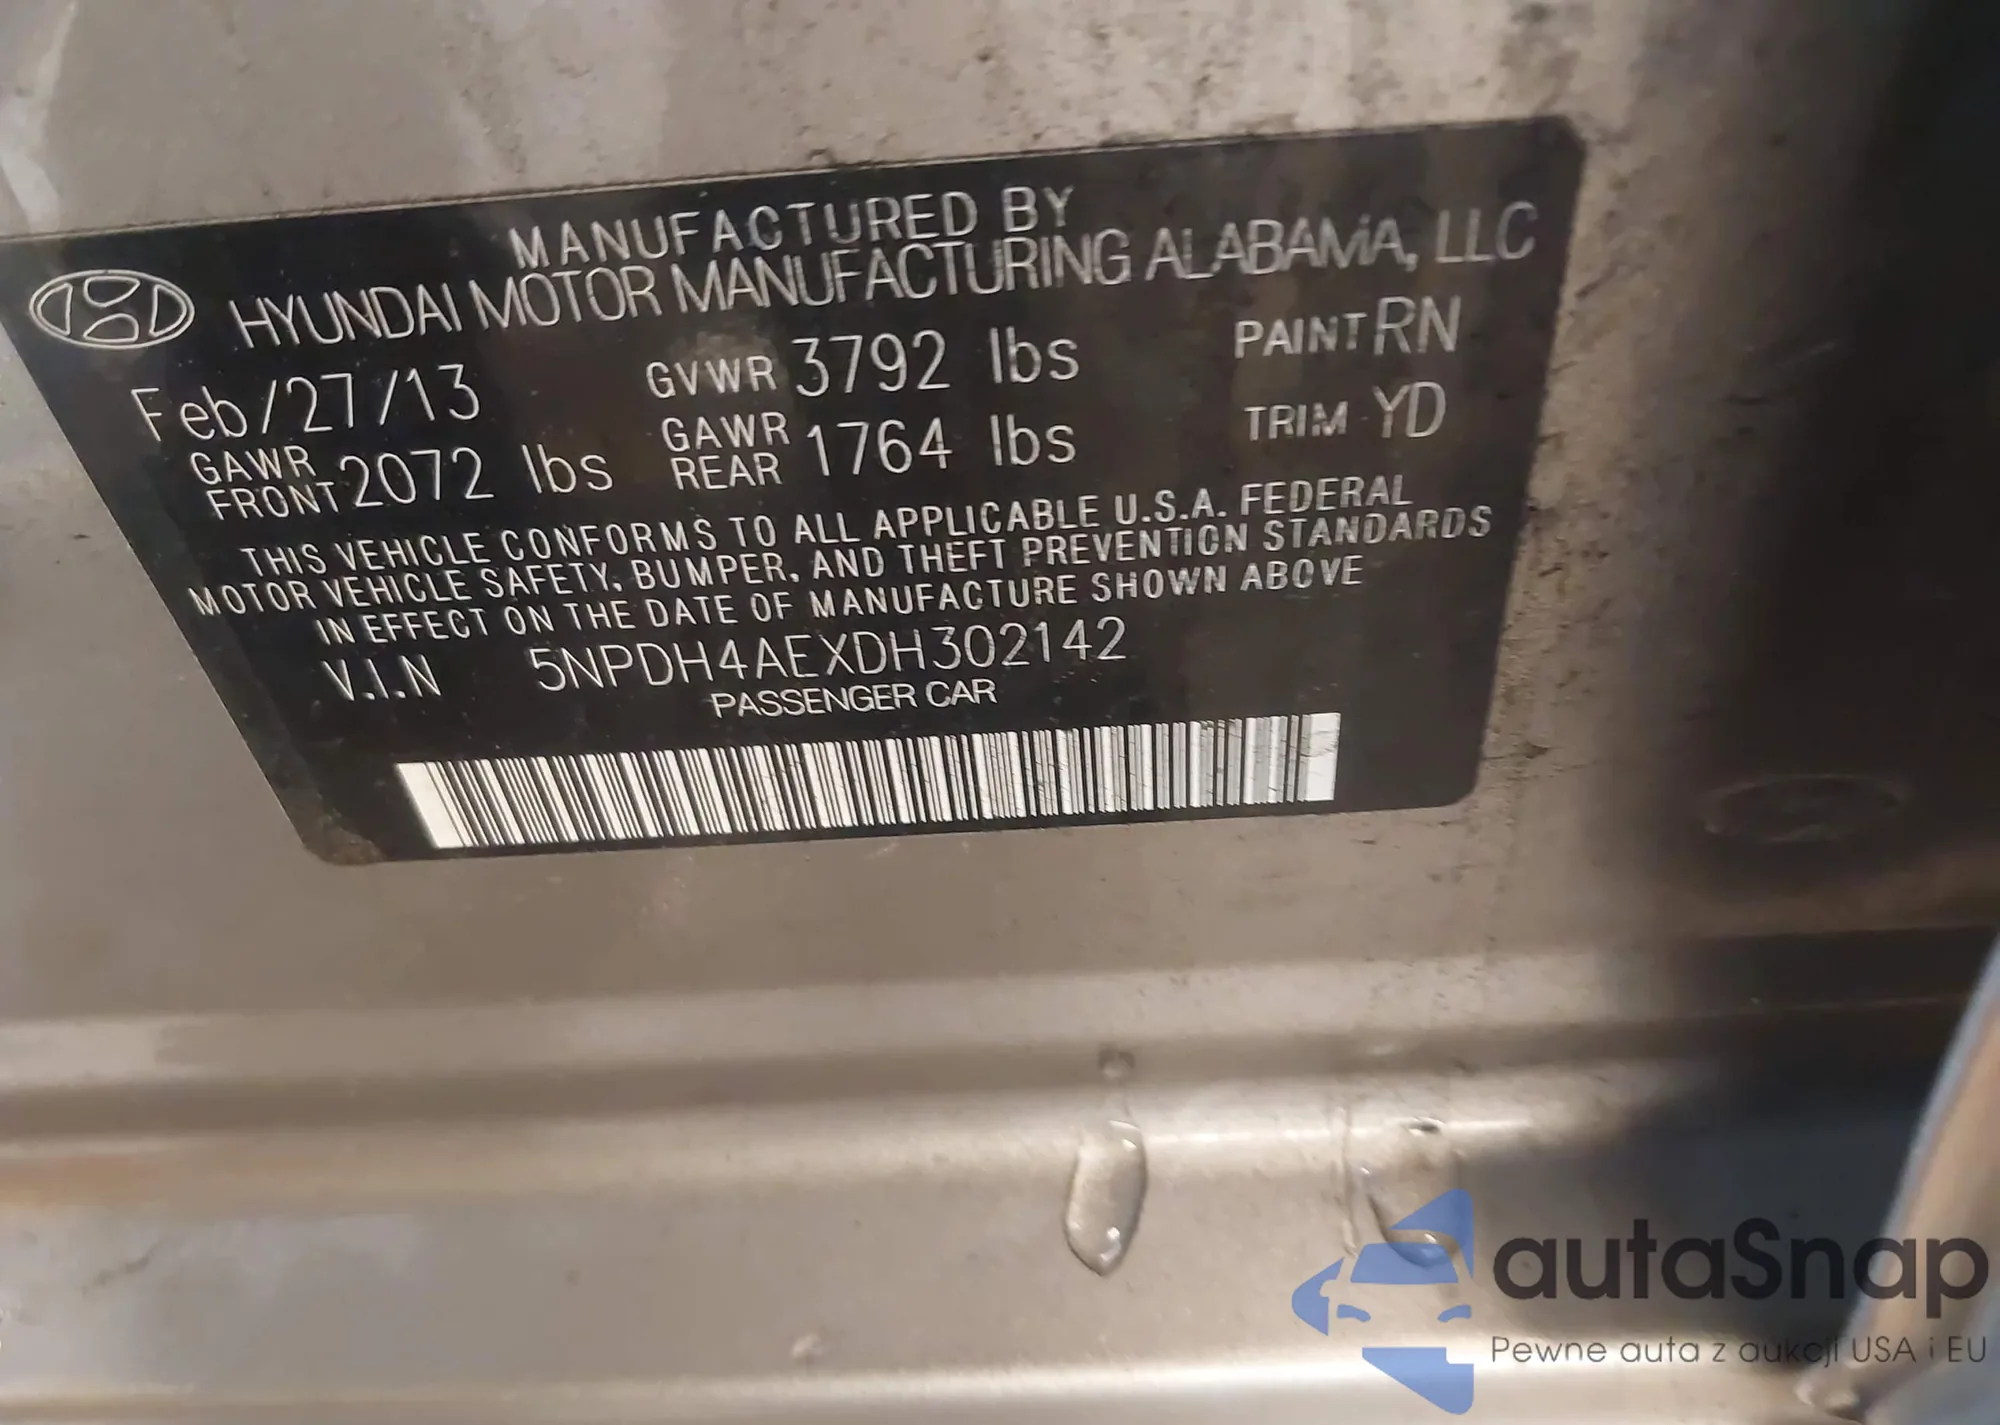 MANUFACTURED BY
HYUNDAI MOTOR MANUFACTURING ALABAMA, LLC
Feb/27/13 GVWR 3792 lbs PAINT RN
GAWR FRONT 2072 lbs GAWR REAR 1764 lbs TRIM YD
THIS VEHICLE CONFORMS TO ALL APPLICABLE U.S.A. FEDERAL
MOTOR VEHICLE SAFETY, BUMPER, AND THEFT PREVENTION STANDARDS
IN EFFECT ON THE DATE OF MANUFACTURE SHOWN ABOVE
V.I.N 5NPDH4AEXDH302142
PASSENGER CAR
autaSnap
Pewne auta z aukcji USA i EU